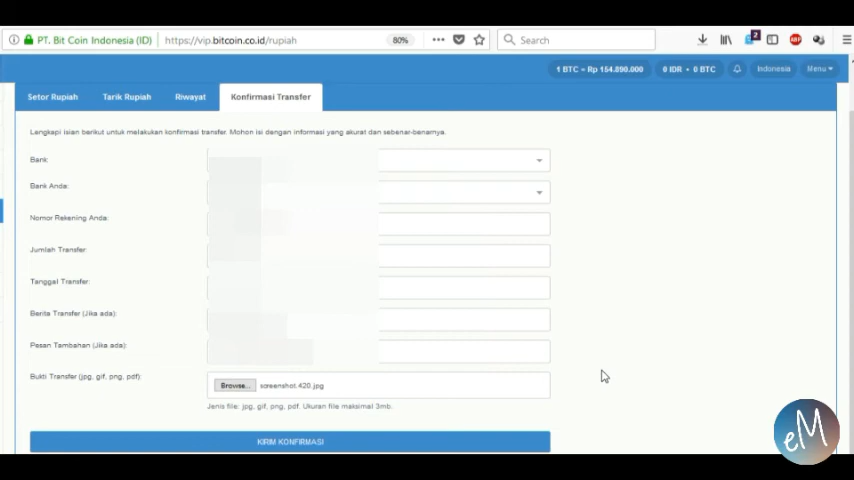 PT. Bit Coin Indonesia (ID) https://vip.bitcoin.co.id/rupiah 80% Search 2 ABP
1 BTC = Rp 154.890.000 0 IDR • 0 BTC Indonesia Menu
Setor Rupiah Tarik Rupiah Riwayat Konfirmasi Transfer
Lengkapi isian berikut untuk melakukan konfirmasi transfer. Mohon isi dengan informasi yang akurat dan sebenar-benarnya.
Bank:
Bank Anda:
Nomor Rekening Anda:
Jumlah Transfer:
Tanggal Transfer:
Berita Transfer (Jika ada):
Pesan Tambahan (Jika ada):
Bukti Transfer (jpg, gif, png, pdf): Browse... screenshot.420.jpg
Jenis file: jpg, gif, png, pdf. Ukuran file maksimal 3mb.
KIRIM KONFIRMASI
eM